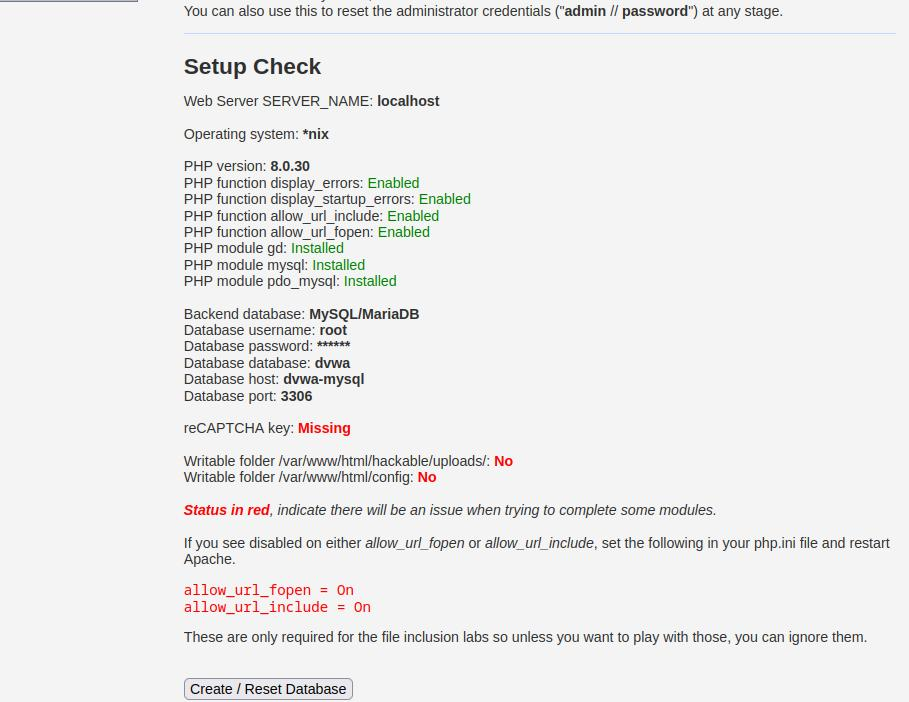 You can also use this to reset the administrator credentials ("admin // password") at any stage.
Setup Check
Web Server SERVER_NAME: localhost
Operating system: *nix
PHP version: 8.0.30
PHP function display_errors: Enabled
PHP function display_startup_errors: Enabled
PHP function allow_url_include: Enabled
PHP function allow_url_fopen: Enabled
PHP module gd: Installed
PHP module mysql: Installed
PHP module pdo_mysql: Installed
Backend database: MySQL/MariaDB
Database username: root
Database password: ******
Database database: dvwa
Database host: dvwa-mysql
Database port: 3306
reCAPTCHA key: Missing
Writable folder /var/www/html/hackable/uploads/: No
Writable folder /var/www/html/config: No
Status in red, indicate there will be an issue when trying to complete some modules.
If you see disabled on either allow_url_fopen or allow_url_include, set the following in your php.ini file and restart
Apache.
allow_url_fopen = On
allow_url_include = On
These are only required for the file inclusion labs so unless you want to play with those, you can ignore them.
Create / Reset Database